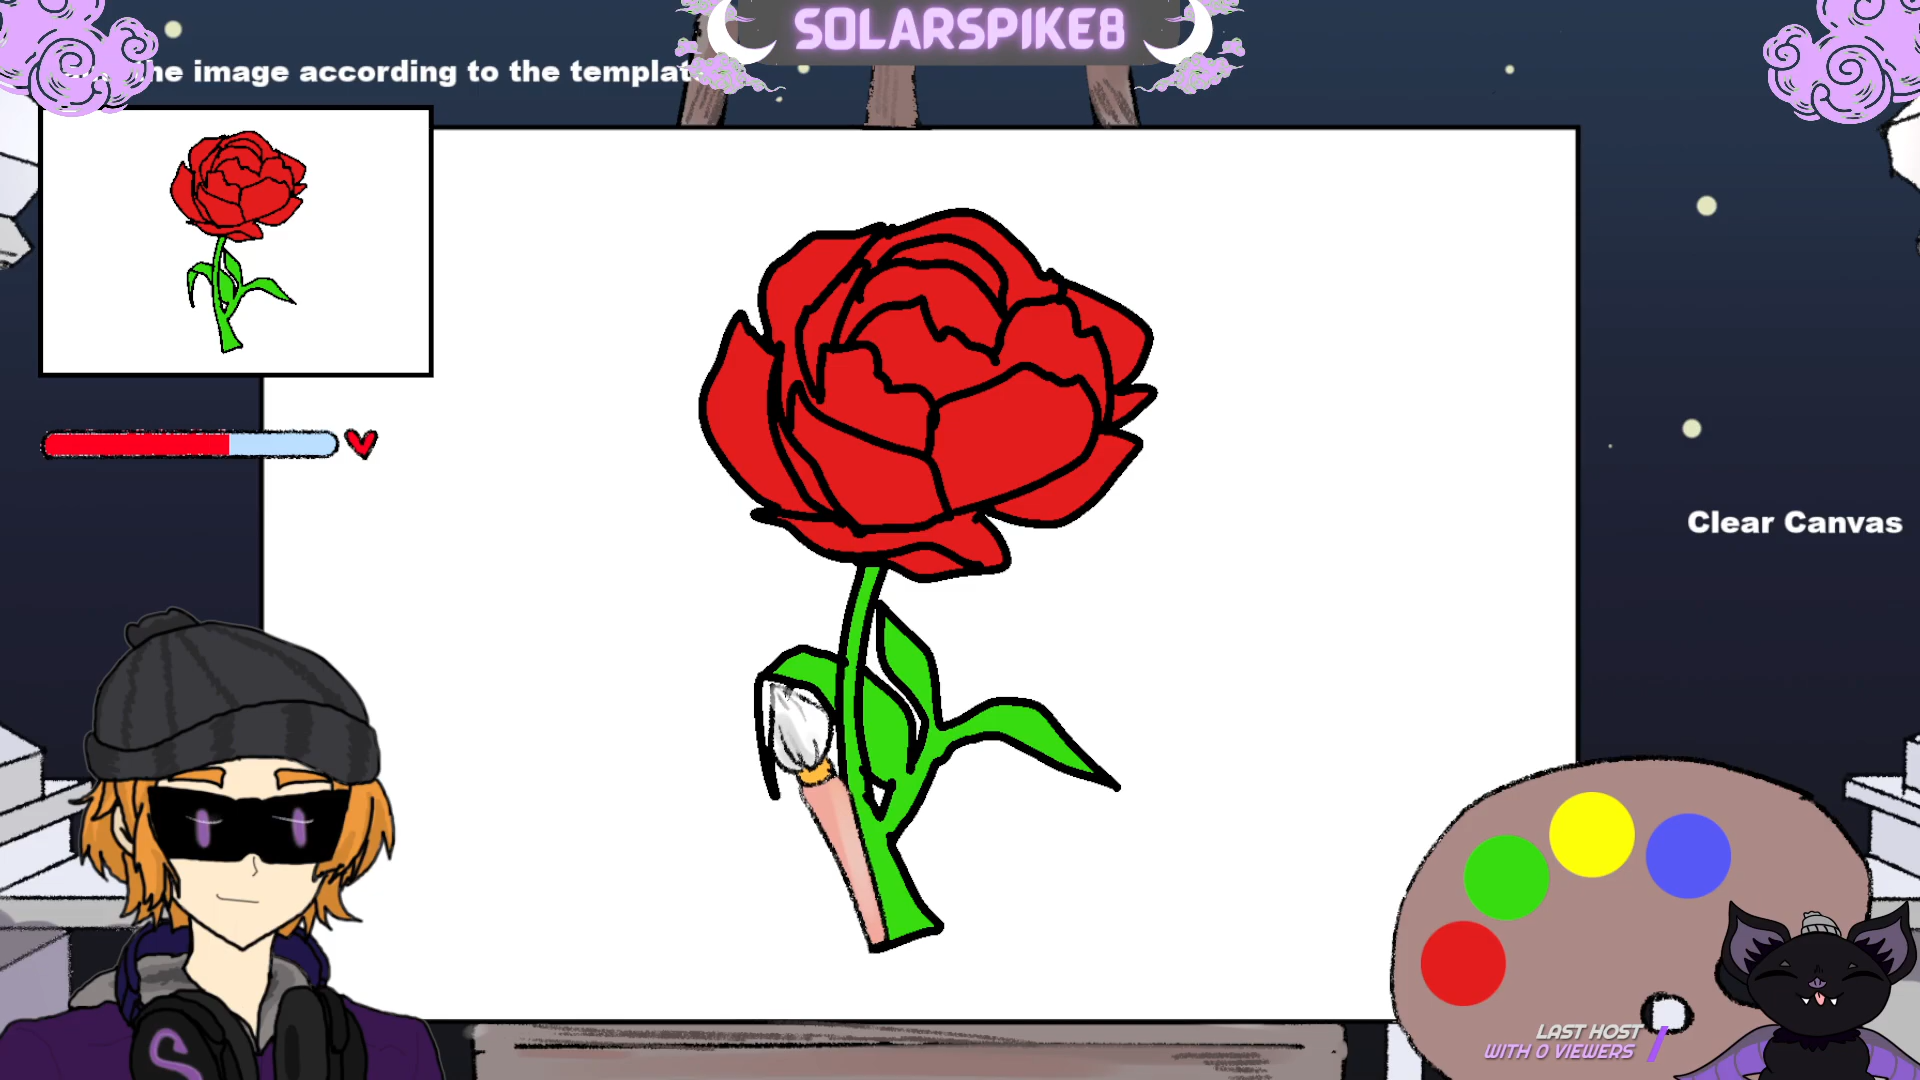 SOLARSPIKE8
he image according to the templat
Clear Canvas
LAST HOST
WITH 0 VIEWERS